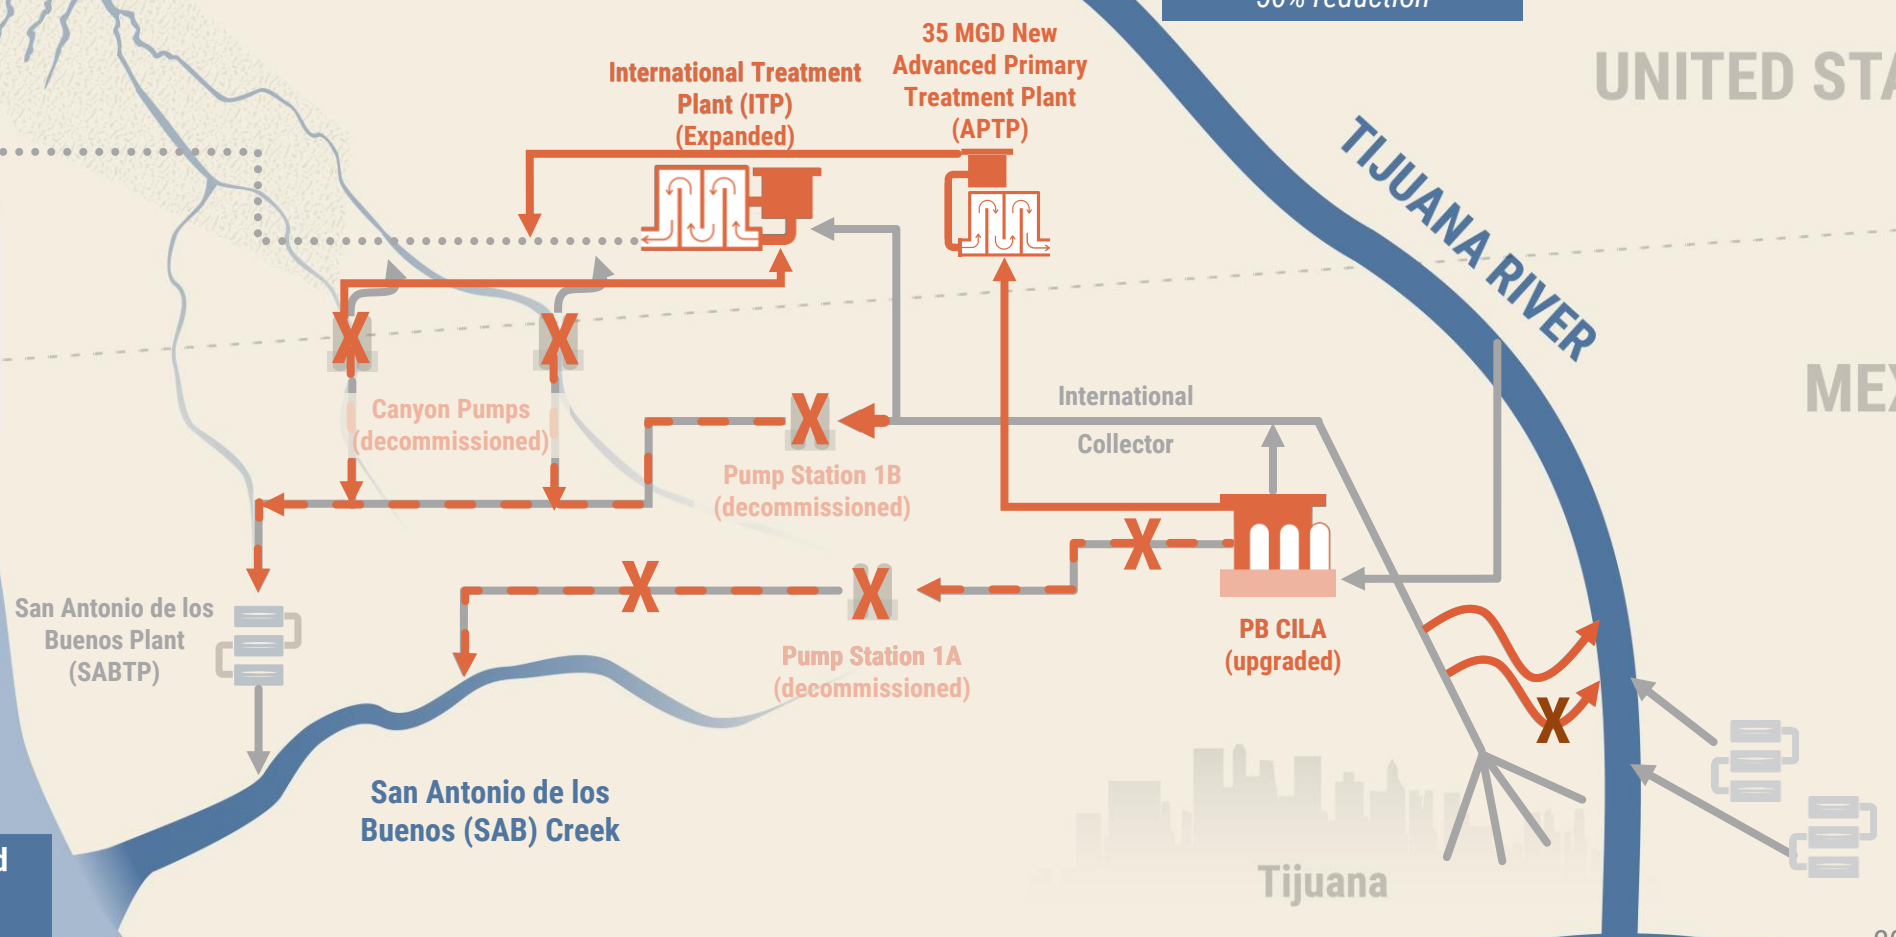 90% reduction
35 MGD New
Advanced Primary
Treatment Plant
(APTP)
International Treatment
Plant (ITP)
(Expanded)
UNITED STA
TIJUANA RIVER
MEX
International
Collector
Canyon Pumps
(decommissioned)
Pump Station 1B
(decommissioned)
X
X
X
X
X
X
X
San Antonio de los
Buenos Plant
(SABTP)
PB CILA
(upgraded)
Pump Station 1A
(decommissioned)
San Antonio de los
Buenos (SAB) Creek
d
Tijuana